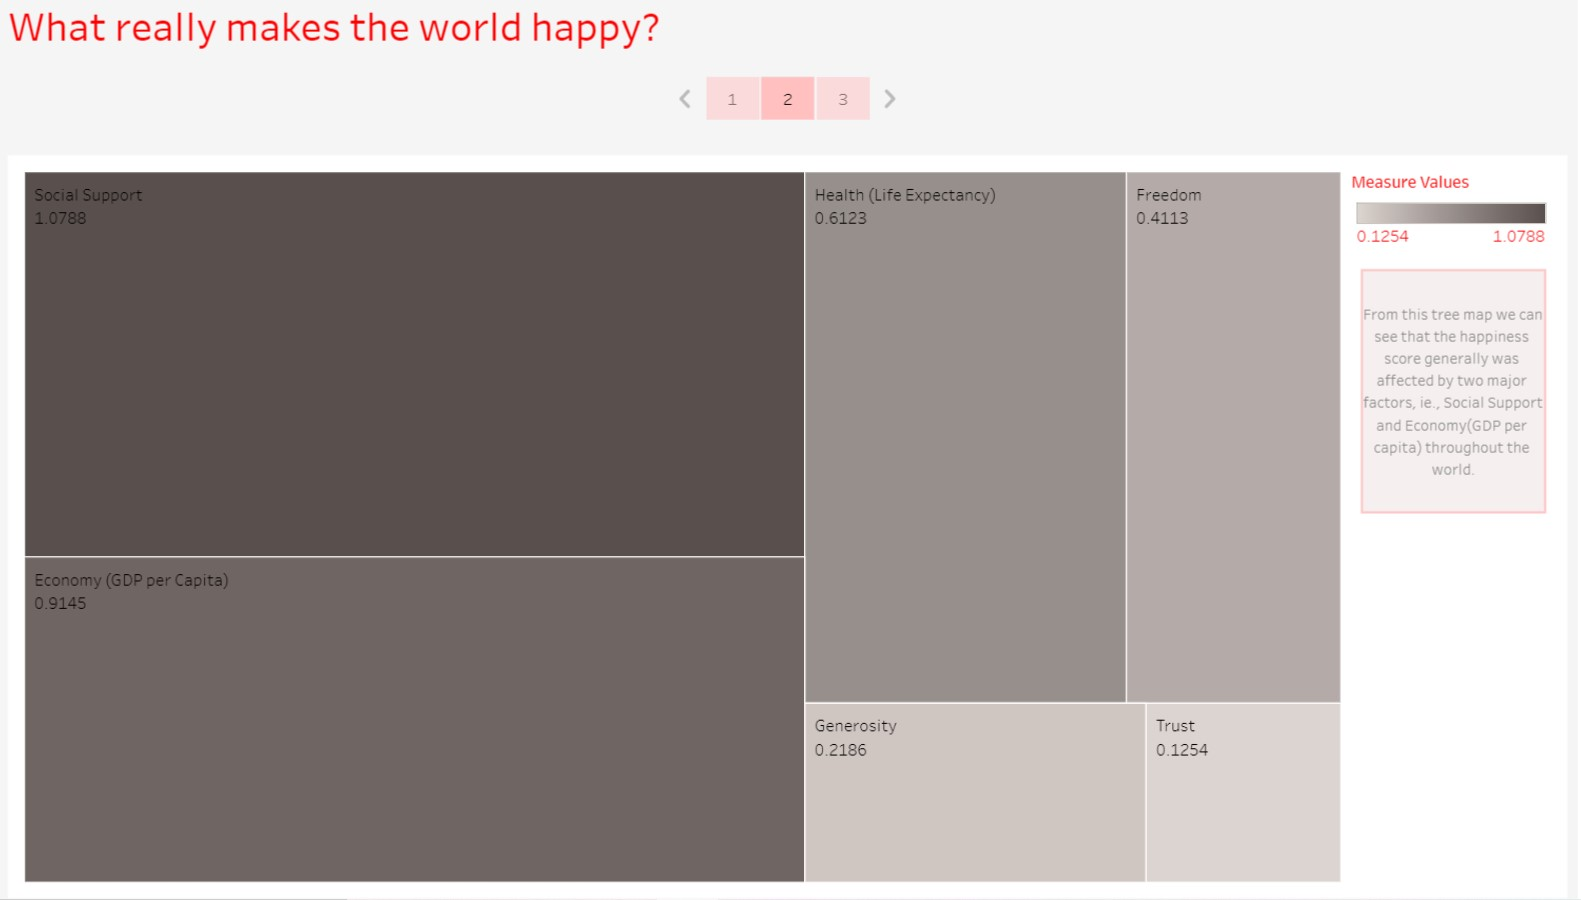 What really makes the world happy?
1 2 3
Social Support
1.0788
Economy (GDP per Capita)
0.9145
Health (Life Expectancy)
0.6123
Freedom
0.4113
Generosity
0.2186
Trust
0.1254
Measure Values
0.1254 1.0788
From this tree map we can
see that the happiness
score generally was
affected by two major
factors, ie., Social Support
and Economy(GDP per
capita) throughout the
world.